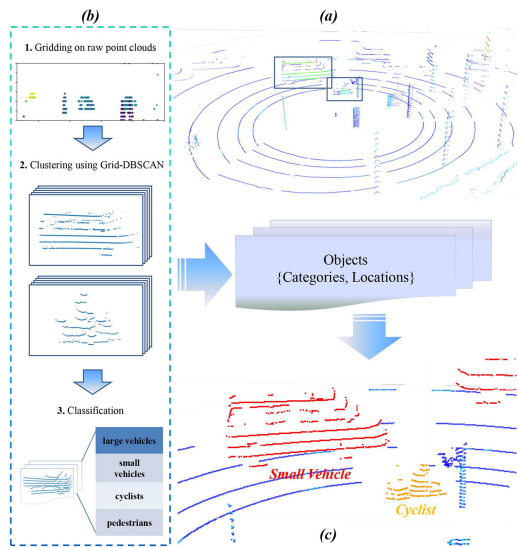 (b)
(a)
1. Gridding on raw point clouds
2. Clustering using Grid-DBSCAN
Objects
{Categories, Locations}
3. Classification
large vehicles
small
vehicles
cyclists
pedestrians
Small Vehicle
Cyclist
(c)